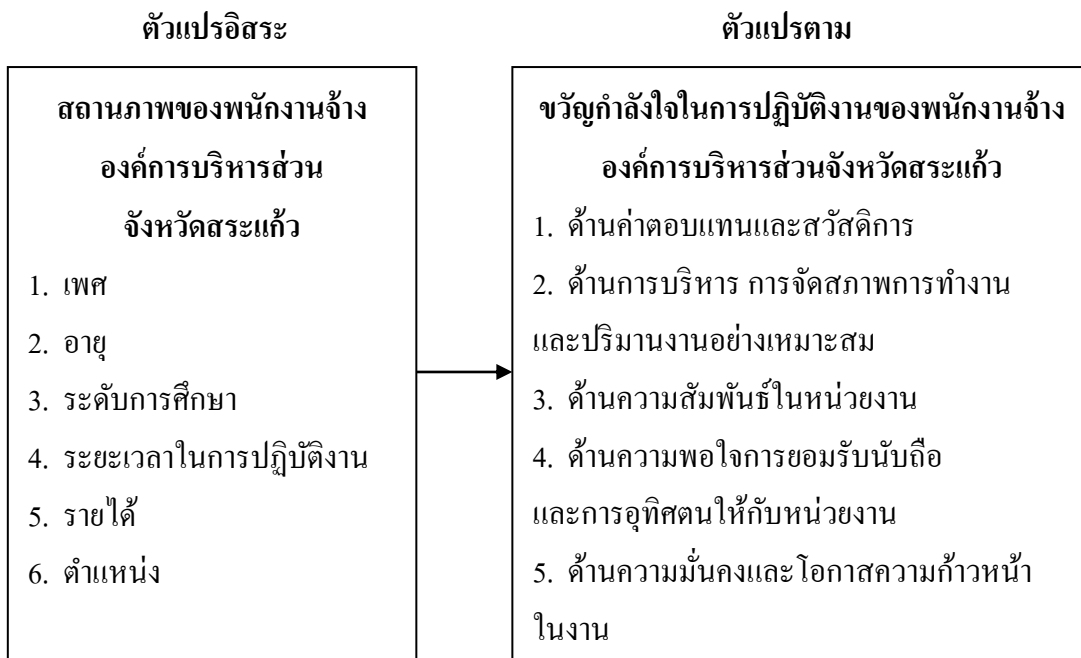 ตัวแปรอิสระ
สถานภาพของพนักงานจ้าง
องค์การบริหารส่วน
จังหวัดสระแก้ว
1. เพศ
2. อายุ
3. ระดับการศึกษา
4. ระยะเวลาในการปฏิบัติงาน
5. รายได้
6. ตำแหน่ง
ตัวแปรตาม
ขวัญกำลังใจในการปฏิบัติงานของพนักงานจ้าง
องค์การบริหารส่วนจังหวัดสระแก้ว
1. ด้านค่าตอบแทนและสวัสดิการ
2. ด้านการบริหาร การจัดสภาพการทำงาน
และปริมานงานอย่างเหมาะสม
3. ด้านความสัมพันธ์ในหน่วยงาน
4. ด้านความพอใจการยอมรับนับถือ
และการอุทิศตนให้กับหน่วยงาน
5. ด้านความมั่นคงและโอกาสความก้าวหน้า
ในงาน